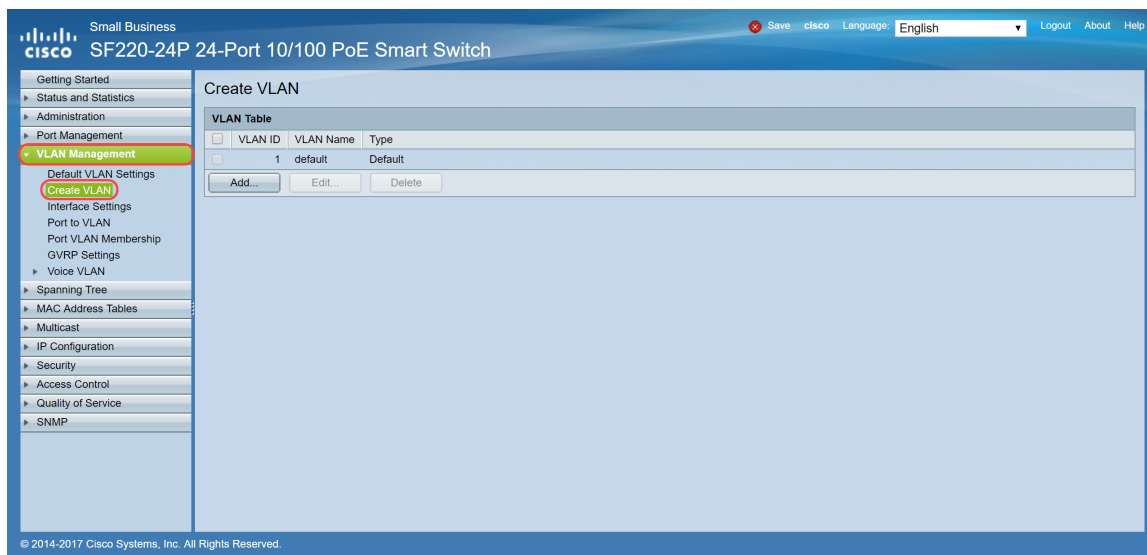 Small Business
CISCO SF220-24P 24-Port 10/100 PoE Smart Switch
Save cisco Language: English Logout About Help
Getting Started
Status and Statistics
Administration
Port Management
VLAN Management
Default VLAN Settings
Create VLAN
Interface Settings
Port to VLAN
Port VLAN Membership
GVRP Settings
Voice VLAN
Spanning Tree
MAC Address Tables
Multicast
IP Configuration
Security
Access Control
Quality of Service
SNMP
Create VLAN
VLAN Table
VLAN ID VLAN Name Type
1 default Default
Add... Edit... Delete
© 2014-2017 Cisco Systems, Inc. All Rights Reserved.